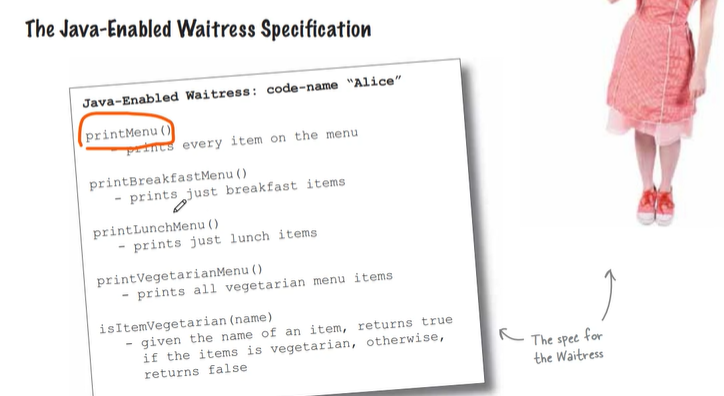 The Java-Enabled Waitress Specification
Java-Enabled Waitress: code-name “Alice”
printMenu()
- prints every item on the menu
printBreakfastMenu()
- prints just breakfast items
printLunchMenu()
- prints just lunch items
printVegetarianMenu()
- prints all vegetarian menu items
isItemVegetarian(name)
- given the name of an item, returns true
if the items is vegetarian, otherwise,
returns false
The spec for
the Waitress